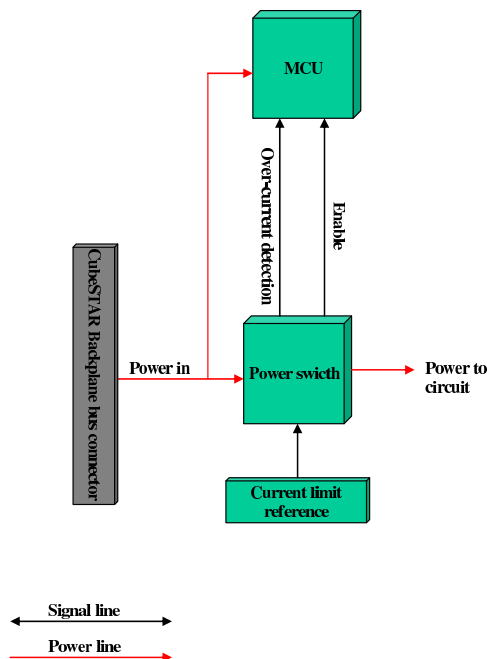 MCU
Over-current detection
Enable
CubeSTAR Backplane bus connector
Power in
Power swicth
Power to
circuit
Current limit
reference
Signal line
Power line